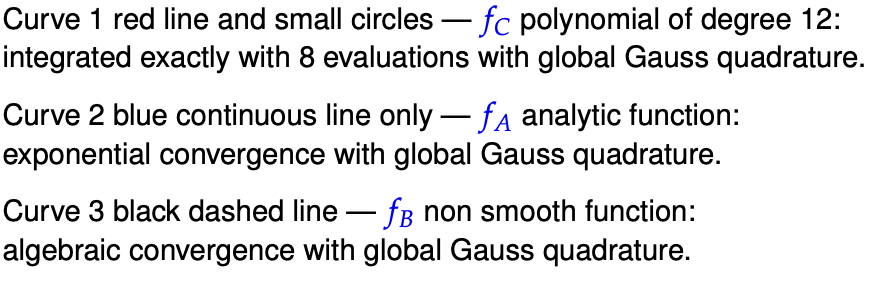 Curve 1 red line and small circles — f_C polynomial of degree 12:
integrated exactly with 8 evaluations with global Gauss quadrature.
Curve 2 blue continuous line only — f_A analytic function:
exponential convergence with global Gauss quadrature.
Curve 3 black dashed line — f_B non smooth function:
algebraic convergence with global Gauss quadrature.